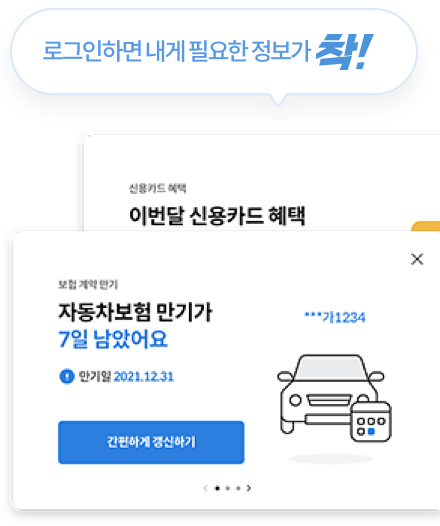 로그인하면 내게 필요한 정보가 착!
신용카드 혜택
이번달 신용카드 혜택
보험 계약 만기
자동차보험 만기가
7일 남았어요
***가1234
만기일 2021.12.31
간편하게 갱신하기